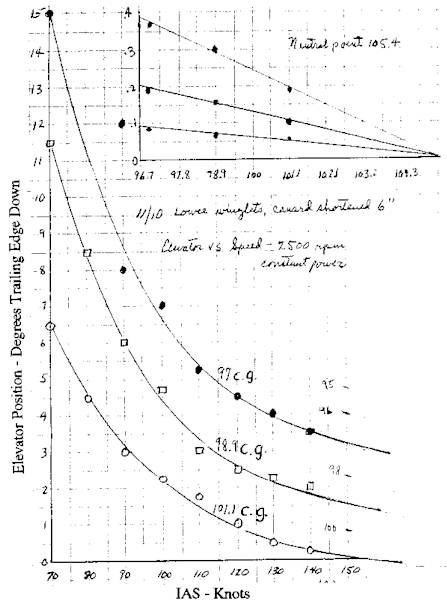 Elevator Position - Degrees Trailing Edge Down
15
14
13
12
11
10
9
8
7
6
5
4
3
2
1
0
.4
.3
.2
.1
0
Neutral point 105.4
96.7 97.8 98.9 100 101.1 103.2 104.3
11/10 Lower winglets, canard shortened 6"
Elevator vs Speed - 2500 rpm
constant power
97 c.g.
98.9 c.g.
101.1 c.g.
95
96
98
100
70 80 90 100 110 120 130 140 150
IAS - Knots